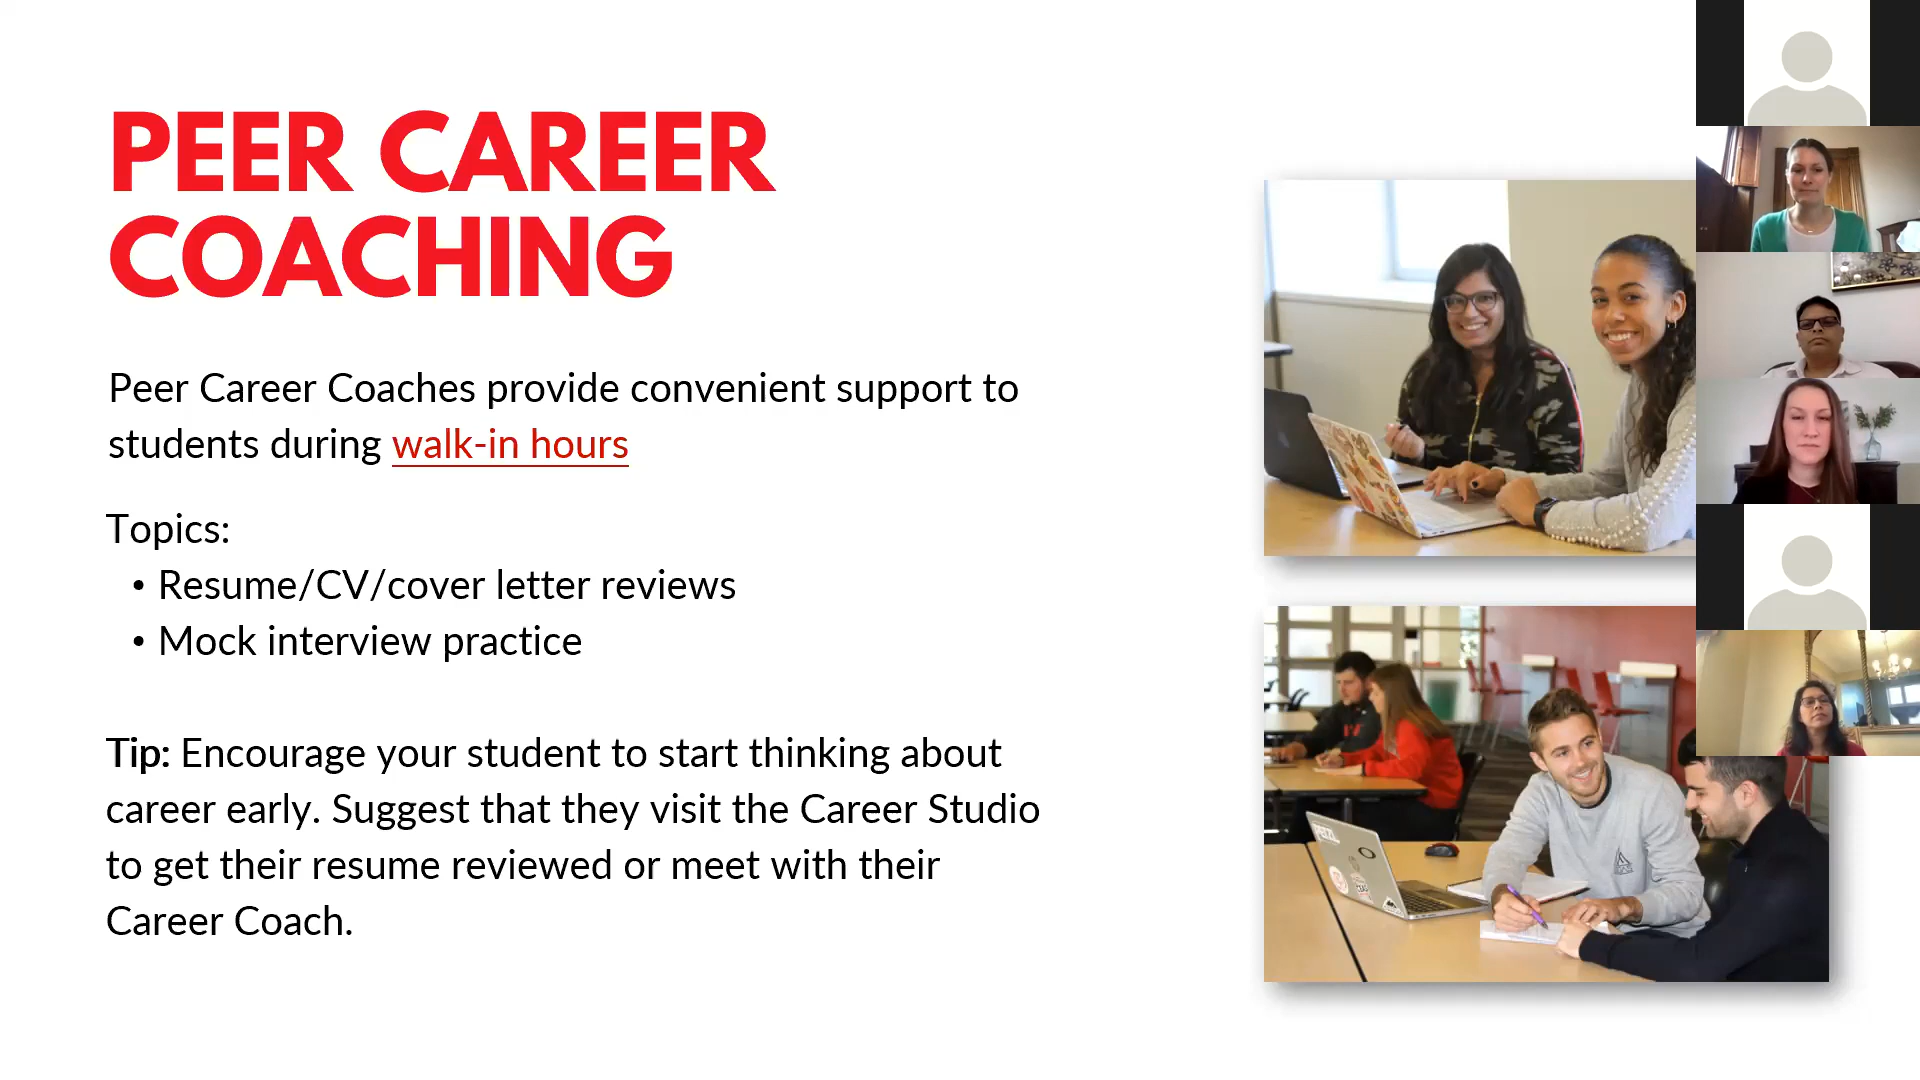 PEER CAREER
COACHING
Peer Career Coaches provide convenient support to
students during walk-in hours
Topics:
• Resume/CV/cover letter reviews
• Mock interview practice
Tip: Encourage your student to start thinking about
career early. Suggest that they visit the Career Studio
to get their resume reviewed or meet with their
Career Coach.